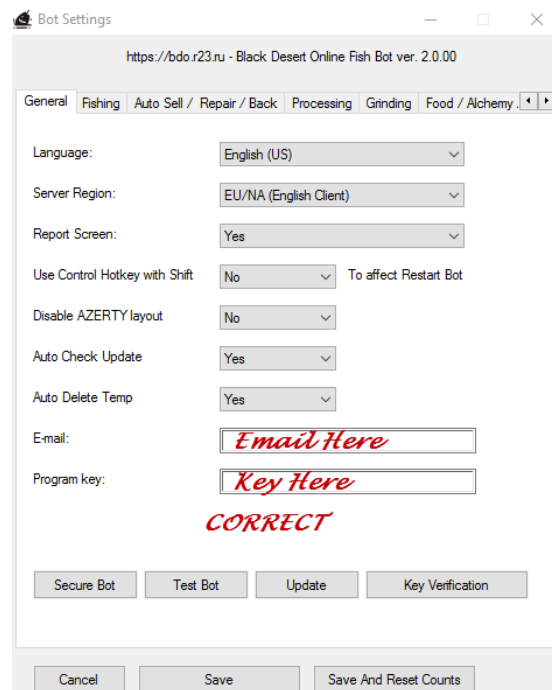 Bot Settings
https://bdo.r23.ru - Black Desert Online Fish Bot ver. 2.0.00
General Fishing Auto Sell / Repair / Back Processing Grinding Food / Alchemy .
Language: English (US)
Server Region: EU/NA (English Client)
Report Screen: Yes
Use Control Hotkey with Shift No To affect Restart Bot
Disable AZERTY layout No
Auto Check Update Yes
Auto Delete Temp Yes
E-mail: Email Here
Program key: Key Here
CORRECT
Secure Bot Test Bot Update Key Verification
Cancel Save Save And Reset Counts